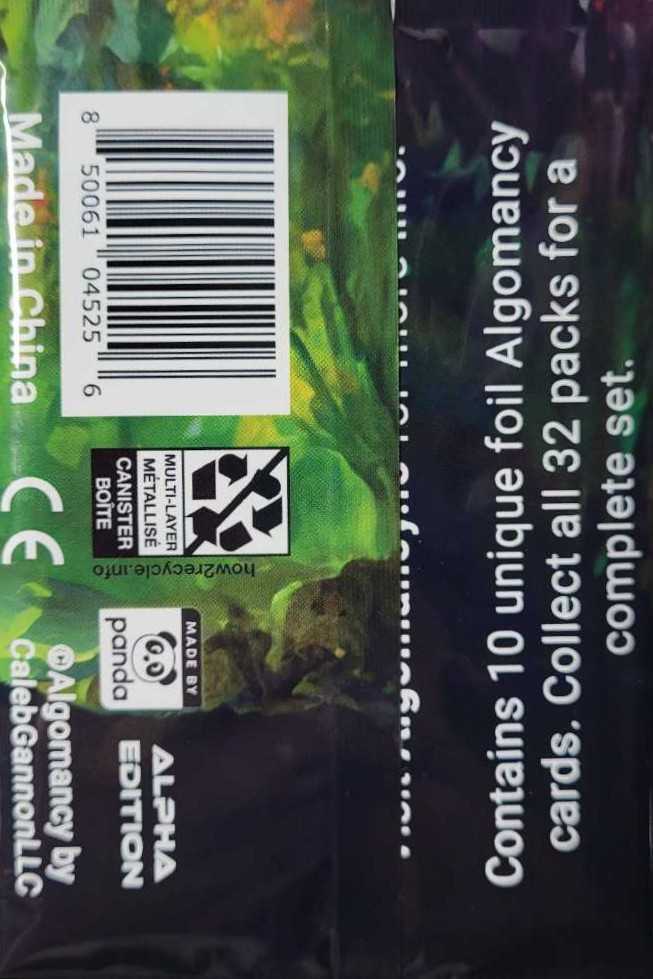 Contains 10 unique foil Algomancy
cards. Collect all 32 packs for a
complete set.
8 50061 04525 6
how2recycle.info
MULTI-LAYER
MÉTALLISÉ
CANISTER
BOÎTE
MADE BY
panda
ALPHA
EDITION
Made in China
CE
©Algomancy by
CalebGannonLLC